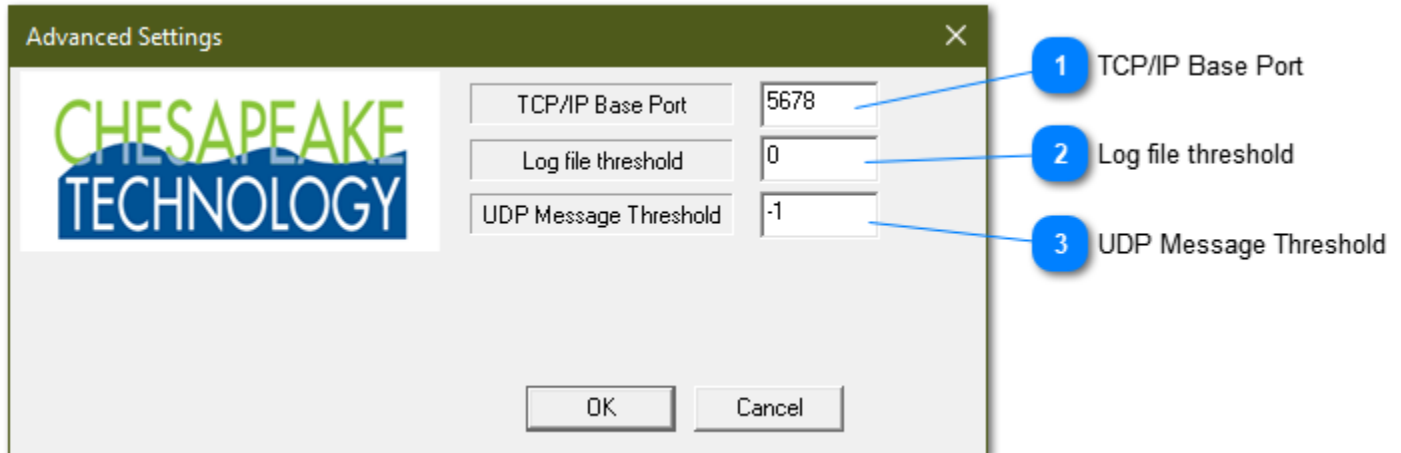 Advanced Settings
CHESAPEAKE
TECHNOLOGY
TCP/IP Base Port
5678
Log file threshold
0
UDP Message Threshold
-1
OK
Cancel
1 TCP/IP Base Port
2 Log file threshold
3 UDP Message Threshold